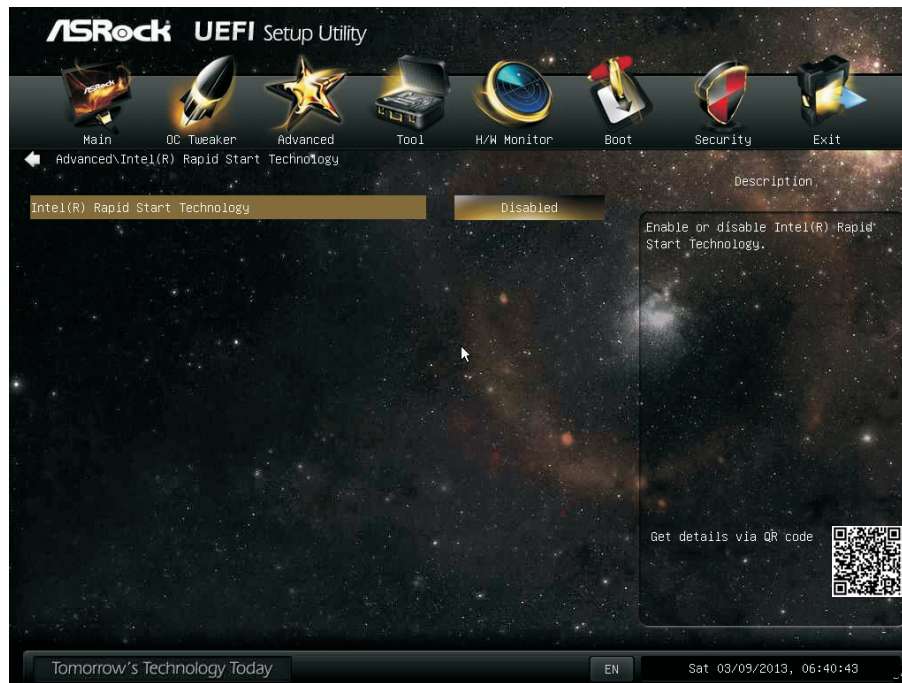 ASRock UEFI Setup Utility
Main OC Tweaker Advanced Tool H/W Monitor Boot Security Exit
Advanced\Intel(R) Rapid Start Technology
Description
Intel(R) Rapid Start Technology Disabled
Enable or disable Intel(R) Rapid
Start Technology.
Get details via QR code
Tomorrow's Technology Today EN Sat 03/09/2013, 06:40:43